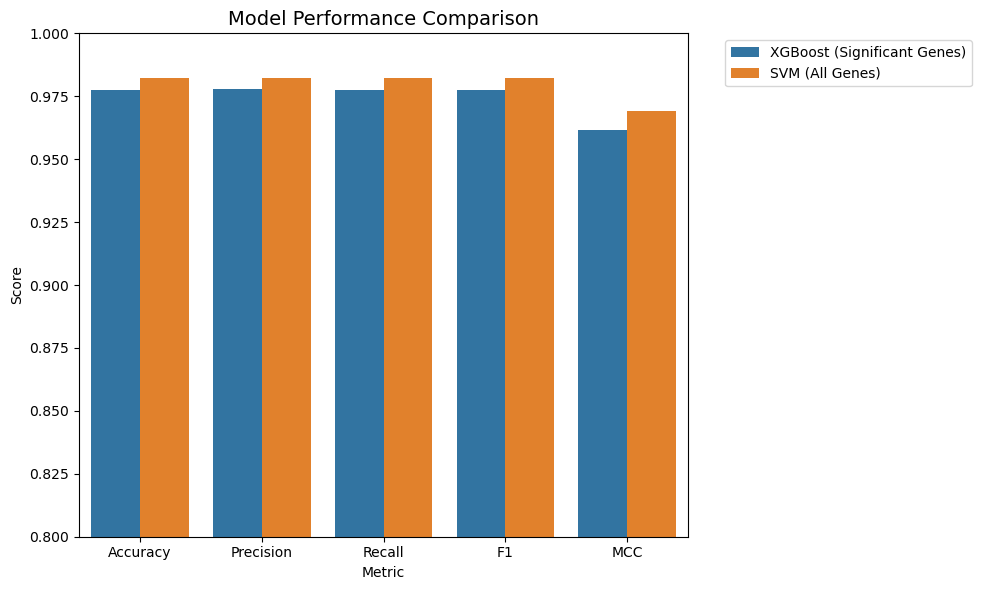 Model Performance Comparison
XGBoost (Significant Genes)
SVM (All Genes)
Score
1.000
0.975
0.950
0.925
0.900
0.875
0.850
0.825
0.800
Accuracy Precision Recall F1 MCC
Metric